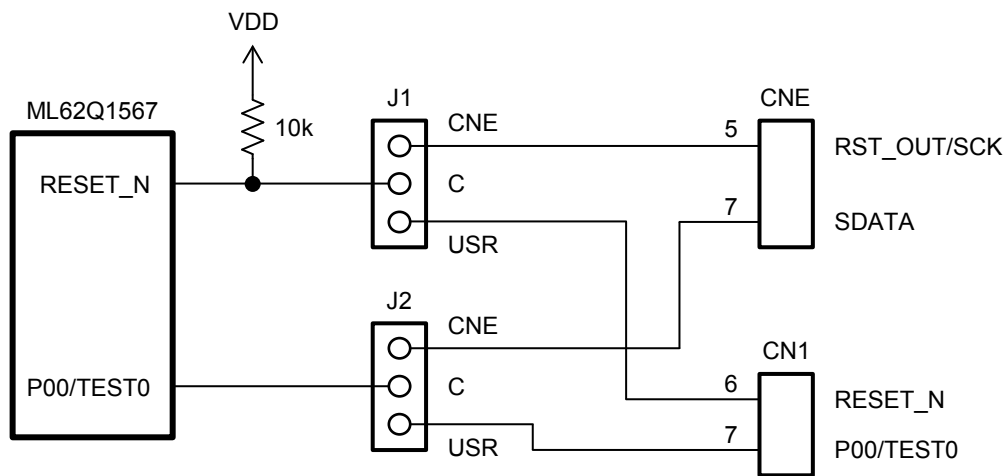 VDD
ML62Q1567
10k
RESET_N
P00/TEST0
J1
CNE
C
USR
J2
CNE
C
USR
CNE
5
RST_OUT/SCK
7
SDATA
CN1
6
RESET_N
7
P00/TEST0